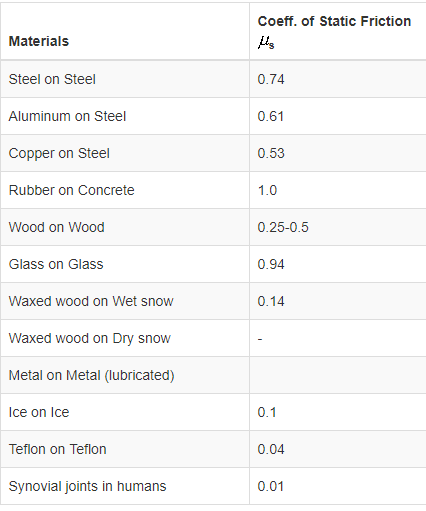 Materials Coeff. of Static Friction μs
Steel on Steel 0.74
Aluminum on Steel 0.61
Copper on Steel 0.53
Rubber on Concrete 1.0
Wood on Wood 0.25-0.5
Glass on Glass 0.94
Waxed wood on Wet snow 0.14
Waxed wood on Dry snow -
Metal on Metal (lubricated)
Ice on Ice 0.1
Teflon on Teflon 0.04
Synovial joints in humans 0.01